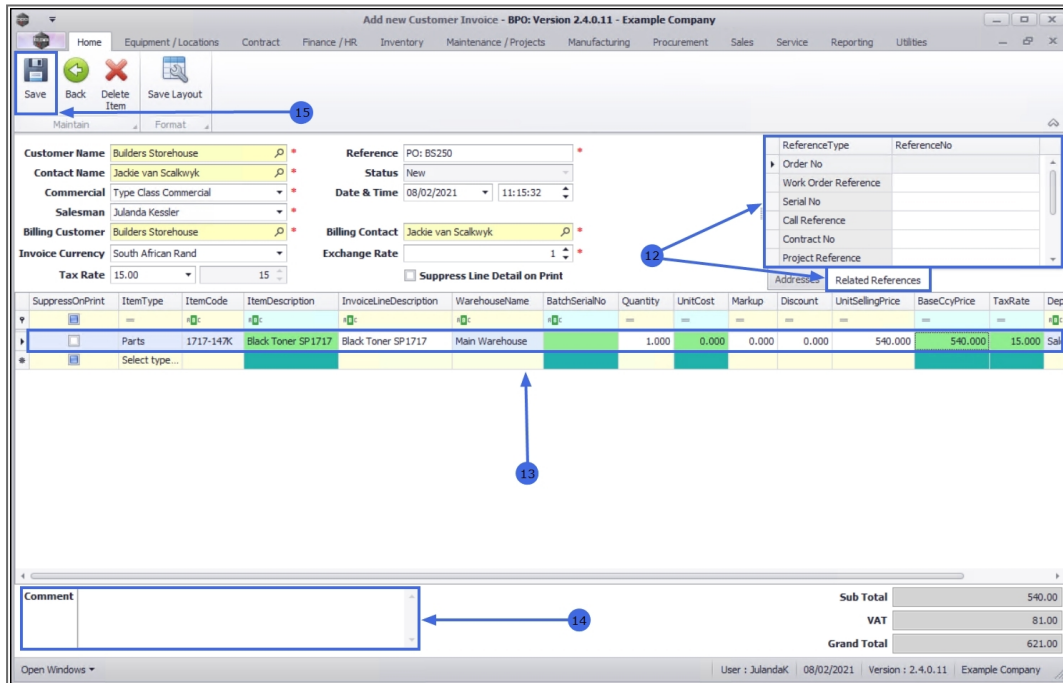 Add new Customer Invoice - BPO: Version 2.4.0.11 - Example Company
Home Equipment / Locations Contract Finance / HR Inventory Maintenance / Projects Manufacturing Procurement Sales Service Reporting Utilities
Save Back Delete Item Save Layout
15
Maintain Format
Customer Name Builders Storehouse * Reference PO: BS250 *
Contact Name Jackie van Scalkwyk * Status New
Commercial Type Class Commercial * Date & Time 08/02/2021 11:15:32
Salesman Julanda Kessler *
Billing Customer Builders Storehouse * Billing Contact Jackie van Scalkwyk *
Invoice Currency South African Rand Exchange Rate 1 *
Tax Rate 15.00 15 Suppress Line Detail on Print
ReferenceType ReferenceNo
Order No
Work Order Reference
Serial No
Call Reference
Contract No
Project Reference
12
Addresses Related References
SuppressOnPrint ItemType ItemCode ItemDescription InvoiceLineDescription WarehouseName BatchSerialNo Quantity UnitCost Markup Discount UnitSellingPrice BaseCcyPrice TaxRate Dep
Parts 1717-147K Black Toner SP1717 Black Toner SP1717 Main Warehouse 1.000 0.000 0.000 0.000 540.000 540.000 15.000 Sal
Select type...
13
Comment
14
Sub Total 540.00
VAT 81.00
Grand Total 621.00
Open Windows User : JulandaK 08/02/2021 Version : 2.4.0.11 Example Company